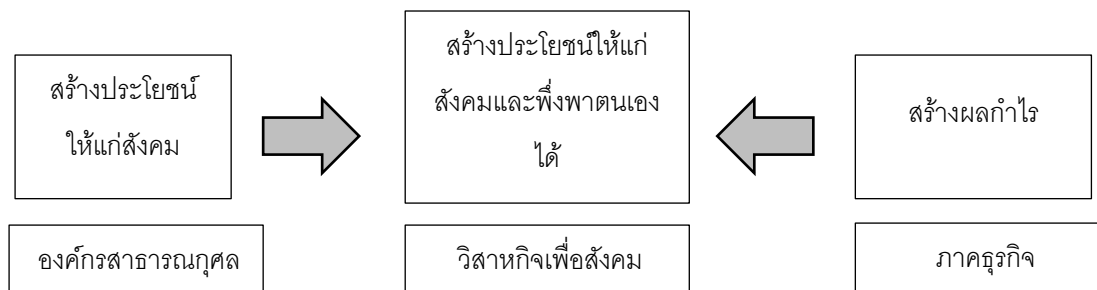 สร้างประโยชน์
ให้แก่สังคม
สร้างประโยชน์ให้แก่
สังคมและพึ่งพาตนเอง
ได้
สร้างผลกำไร
องค์กรสาธารณกุศล
วิสาหกิจเพื่อสังคม
ภาคธุรกิจ